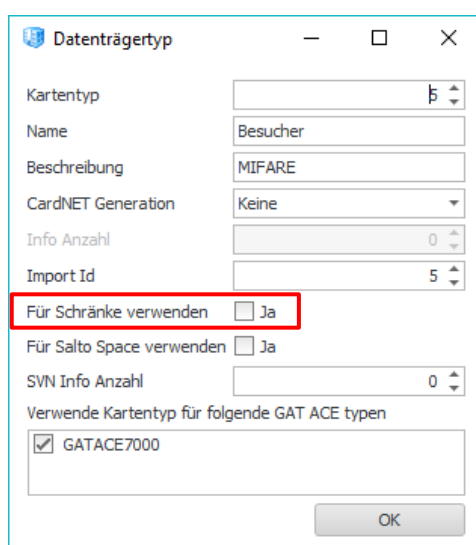 Datenträgertyp
Kartentyp 5
Name Besucher
Beschreibung MIFARE
CardNET Generation Keine
Info Anzahl 0
Import Id 5
Für Schränke verwenden Ja
Für Salto Space verwenden Ja
SVN Info Anzahl 0
Verwende Kartentyp für folgende GAT ACE typen
GATACE7000
OK